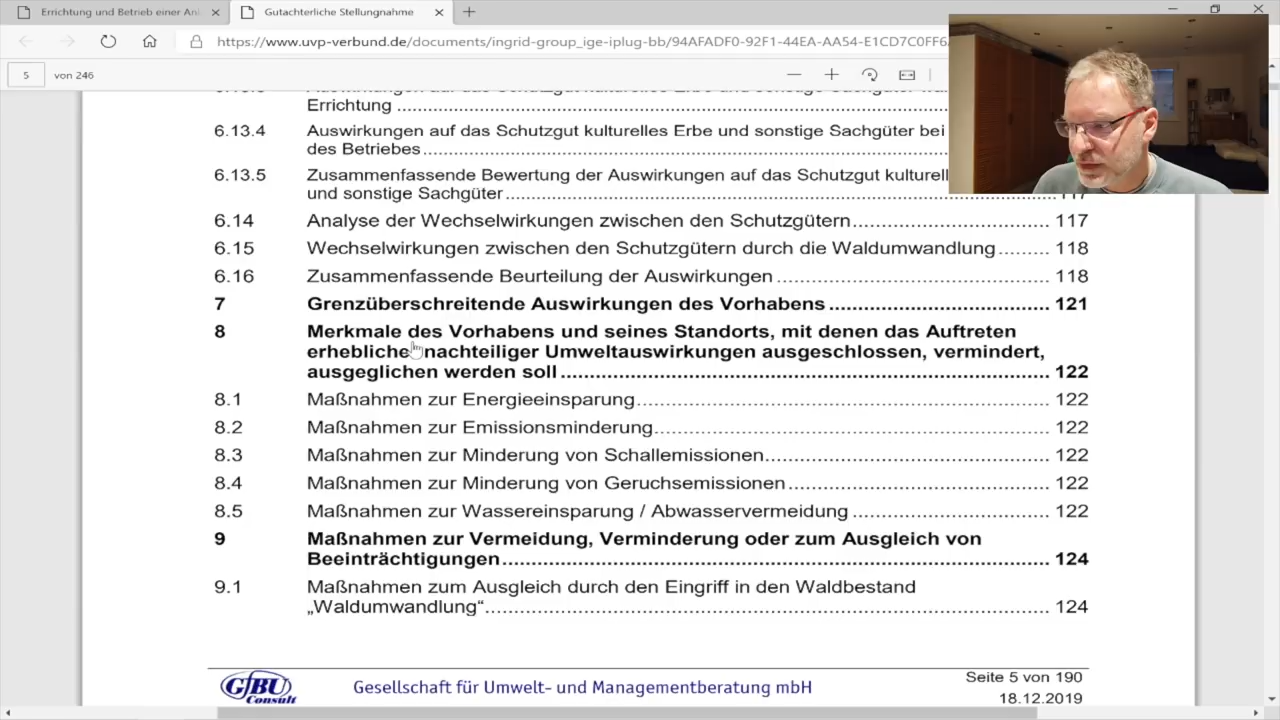 Errichtung und Betrieb einer An
Gutachterliche Stellungnahme
https://www.uvp-verbund.de/documents/ingrid-group_ige-iplug-bb/94AFADF0-92F1-44EA-AA54-E1CD7C0FF6
5 von 246
Errichtung
6.13.4 Auswirkungen auf das Schutzgut kulturelles Erbe und sonstige Sachgüter bei
des Betriebes
6.13.5 Zusammenfassende Bewertung der Auswirkungen auf das Schutzgut kulturell
und sonstige Sachgüter 117
6.14 Analyse der Wechselwirkungen zwischen den Schutzgütern 117
6.15 Wechselwirkungen zwischen den Schutzgütern durch die Waldumwandlung 118
6.16 Zusammenfassende Beurteilung der Auswirkungen 118
7 Grenzüberschreitende Auswirkungen des Vorhabens 121
8 Merkmale des Vorhabens und seines Standorts, mit denen das Auftreten
erheblicher nachteiliger Umweltauswirkungen ausgeschlossen, vermindert,
ausgeglichen werden soll 122
8.1 Maßnahmen zur Energieeinsparung 122
8.2 Maßnahmen zur Emissionsminderung 122
8.3 Maßnahmen zur Minderung von Schallemissionen 122
8.4 Maßnahmen zur Minderung von Geruchsemissionen 122
8.5 Maßnahmen zur Wassereinsparung / Abwasservermeidung 122
9 Maßnahmen zur Vermeidung, Verminderung oder zum Ausgleich von
Beeinträchtigungen 124
9.1 Maßnahmen zum Ausgleich durch den Eingriff in den Waldbestand
„Waldumwandlung“ 124
GfBU Consult
Gesellschaft für Umwelt- und Managementberatung mbH
Seite 5 von 190
18.12.2019